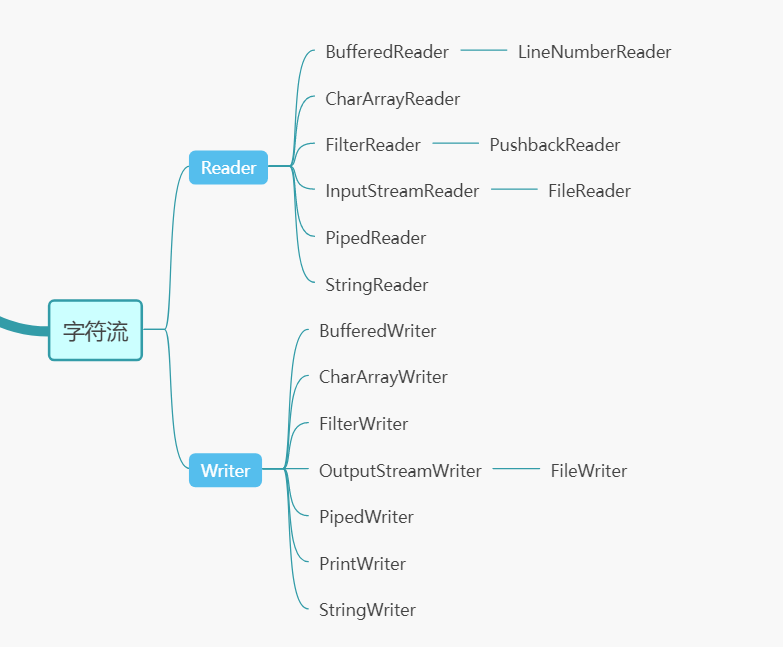 字符流
Reader
BufferedReader
LineNumberReader
CharArrayReader
FilterReader
PushbackReader
InputStreamReader
FileReader
PipedReader
StringReader
Writer
BufferedWriter
CharArrayWriter
FilterWriter
OutputStreamWriter
FileWriter
PipedWriter
PrintWriter
StringWriter